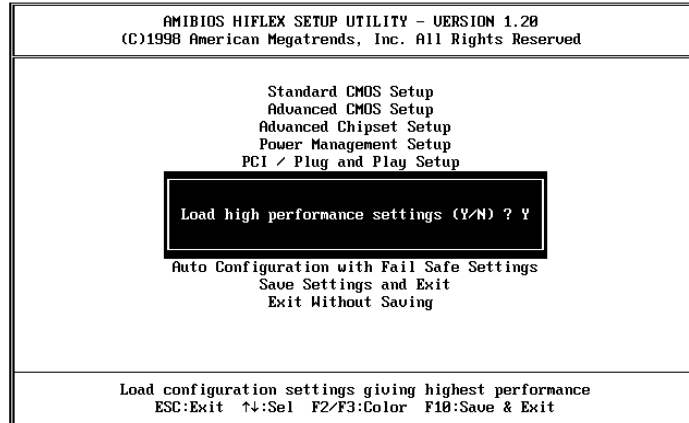 AMIBIOS HIFLEX SETUP UTILITY - VERSION 1.20
(C)1998 American Megatrends, Inc. All Rights Reserved
Standard CMOS Setup
Advanced CMOS Setup
Advanced Chipset Setup
Power Management Setup
PCI / Plug and Play Setup
Load high performance settings (Y/N) ? Y
Auto Configuration with Fail Safe Settings
Save Settings and Exit
Exit Without Saving
Load configuration settings giving highest performance
ESC:Exit ↑↓:Sel F2/F3:Color F10:Save & Exit